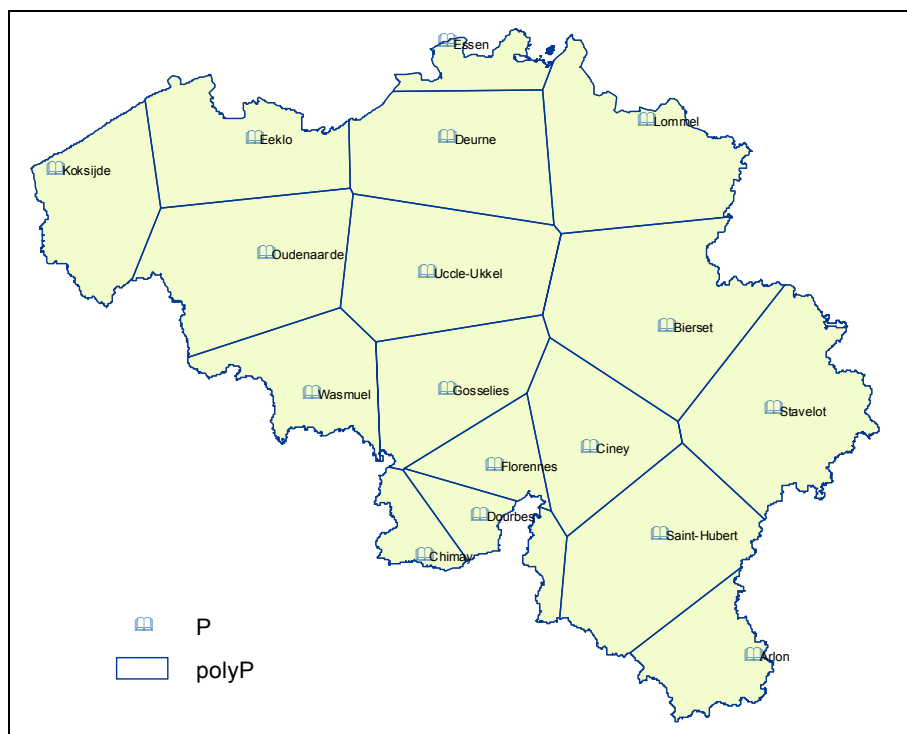 Essen
Lommel
Eeklo
Deurne
Koksijde
Oudenaarde
Uccle-Ukkel
Bierset
Wasmuel
Gosselies
Stavelot
Ciney
Florennes
Dourbes
Saint-Hubert
Chimay
P
Arlon
polyP